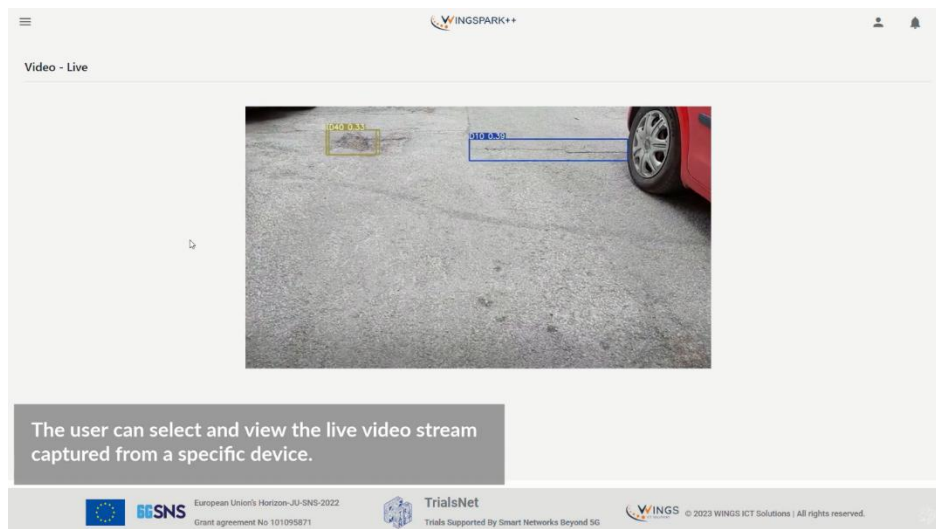 WINGSPARK++
Video - Live
D40 0.33
D10 0.39
The user can select and view the live video stream
captured from a specific device.
6GSNS
European Union's Horizon-JU-SNS-2022
Grant agreement No 101095871
TrialsNet
Trials Supported By Smart Networks Beyond 5G
WINGS
© 2023 WINGS ICT Solutions | All rights reserved.